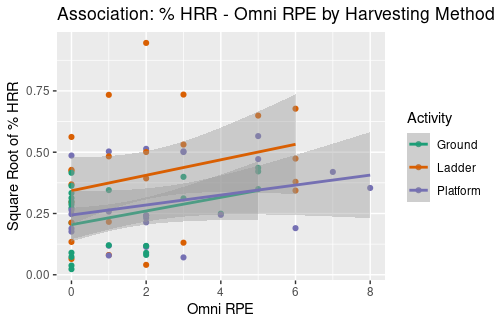 Association: % HRR - Omni RPE by Harvesting Method
Square Root of % HRR
0.75
0.50
0.25
0.00
0
2
4
6
8
Omni RPE
Activity
Ground
Ladder
Platform